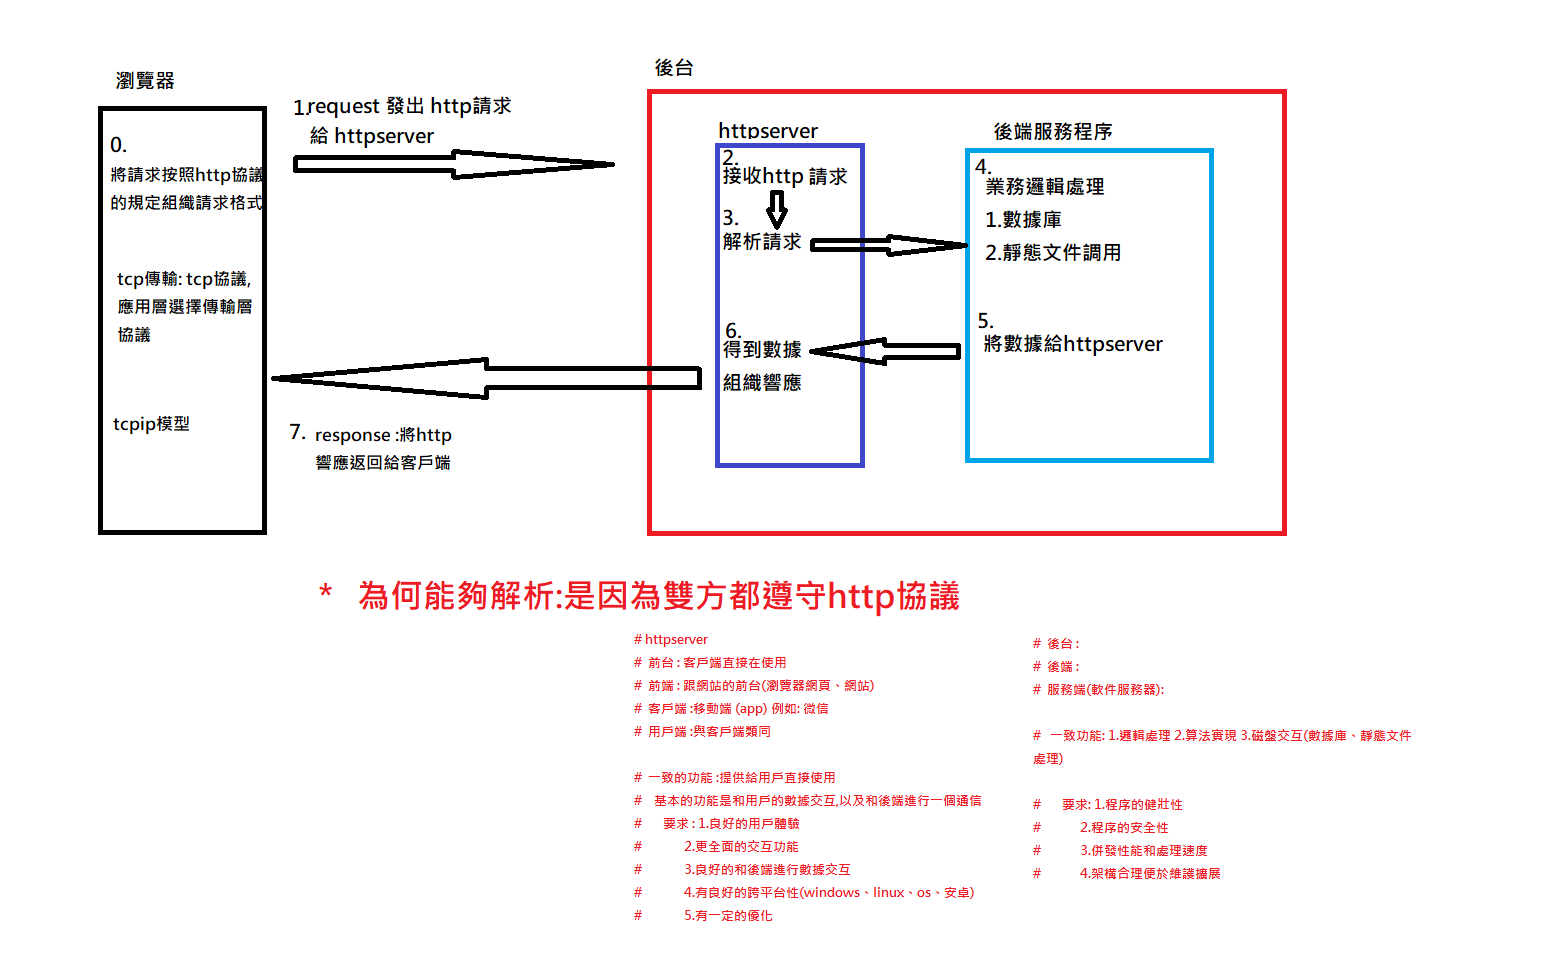 瀏覽器
0.
將請求按照http協議
的規定組織請求格式
tcp傳輸: tcp協議,
應用層選擇傳輸層
協議
tcpip模型
1.request 發出 http請求
給 httpserver
後台
httpserver
2.
接收http 請求
3.
解析請求
後端服務程序
4.
業務邏輯處理
1.數據庫
2.靜態文件調用
5.
將數據給httpserver
6.
得到數據
組織響應
7. response :將http
響應返回給客戶端
* 為何能夠解析:是因為雙方都遵守http協議
# httpserver
# 前台 : 客戶端直接在使用
# 前端 : 跟網站的前台(瀏覽器網頁、網站)
# 客戶端 :移動端 (app) 例如: 微信
# 用戶端 :與客戶端類同
# 一致的功能 :提供給用戶直接使用
# 基本的功能是和用戶的數據交互,以及和後端進行一個通信
# 要求 : 1.良好的用戶體驗
# 2.更全面的交互功能
# 3.良好的和後端進行數據交互
# 4.有良好的跨平台性(windows、linux、os、安卓)
# 5.有一定的優化
# 後台 :
# 後端 :
# 服務端(軟件服務器):
# 一致功能: 1.邏輯處理 2.算法實現 3.磁盤交互(數據庫、靜態文件
處理)
# 要求: 1.程序的健壯性
# 2.程序的安全性
# 3.併發性能和處理速度
# 4.架構合理便於維護擴展